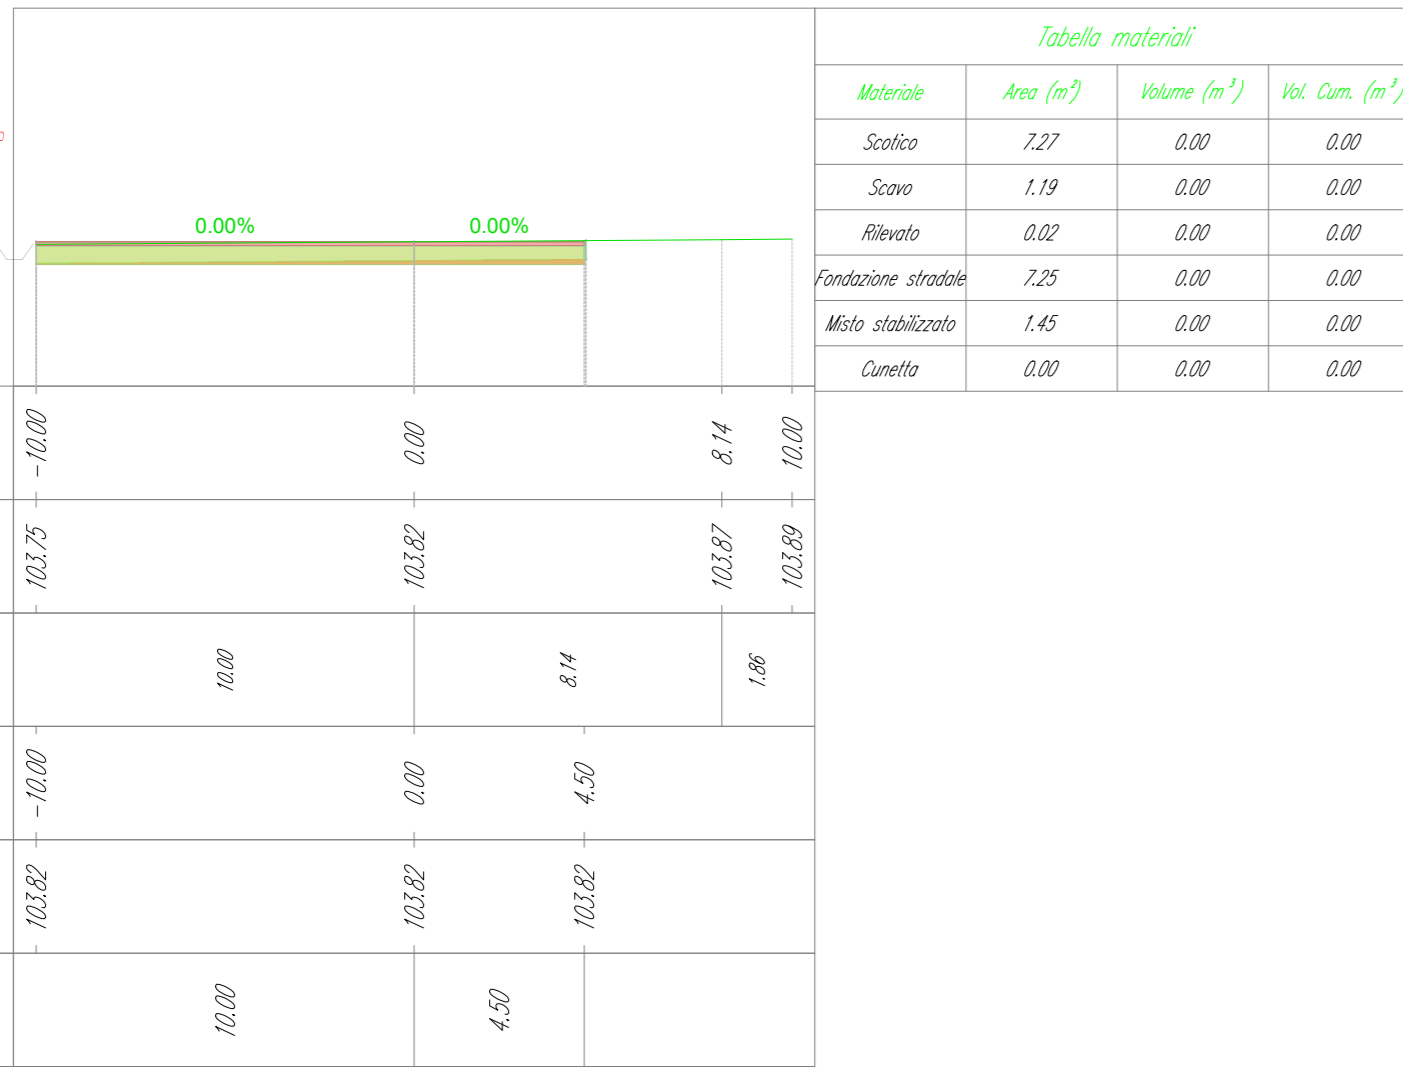 Tabella materiali
Materiale Area (m²) Volume (m³) Vol. Cum. (m³)
Scotico 7.27 0.00 0.00
Scavo 1.19 0.00 0.00
Rilevato 0.02 0.00 0.00
Fondazione stradale 7.25 0.00 0.00
Misto stabilizzato 1.45 0.00 0.00
Cunetta 0.00 0.00 0.00
0.00% 0.00%
-10.00 0.00 8.14 10.00
103.75 103.82 103.87 103.89
10.00 8.14 1.86
-10.00 0.00 4.50
103.82 103.82 103.82
10.00 4.50